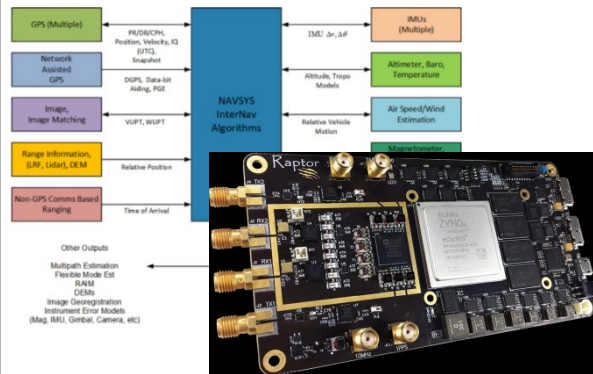 GPS (Multiple)
PR/DR/CPH,
Position, Velocity, IQ
(UTC),
Snapshot
Network
Assisted
GPS
DGPS, Data-bit
Aiding, PGE
Image,
Image Matching
VUPT, WUPT
Range Information,
(LRF, Lidar), DEM
Relative Position
Non-GPS Comms Based
Ranging
Time of Arrival
NAVSYS
InterNav
Algorithms
IMU Δv, Δθ
IMUs
(Multiple)
Altitude, Tropo
Models
Altimeter, Baro,
Temperature
Relative Vehicle
Motion
Air Speed/Wind
Estimation
Magnetometer,
Other Outputs
Multipath Estimation
Flexible Mode Est
RAIM
DEMs
Image Georegistration
Instrument Error Models
(Mag, IMU, Gimbal, Camera, etc)
Raptor
TX2
RX2
RX1
TX1
XILINX
ZYNQ
10MHz
1PPS